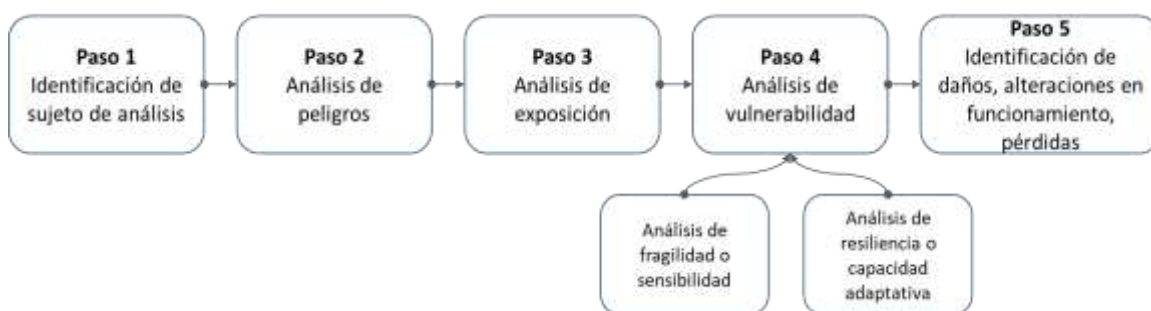 Paso 1
Identificación de
sujeto de análisis
Paso 2
Análisis de
peligros
Paso 3
Análisis de
exposición
Paso 4
Análisis de
vulnerabilidad
Paso 5
Identificación de
daños, alteraciones en
funcionamiento,
pérdidas
Análisis de
fragilidad o
sensibilidad
Análisis de
resiliencia o
capacidad
adaptativa